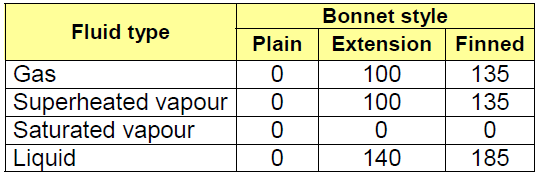 Fluid type Bonnet style
Plain Extension Finned
Gas 0 100 135
Superheated vapour 0 100 135
Saturated vapour 0 0 0
Liquid 0 140 185